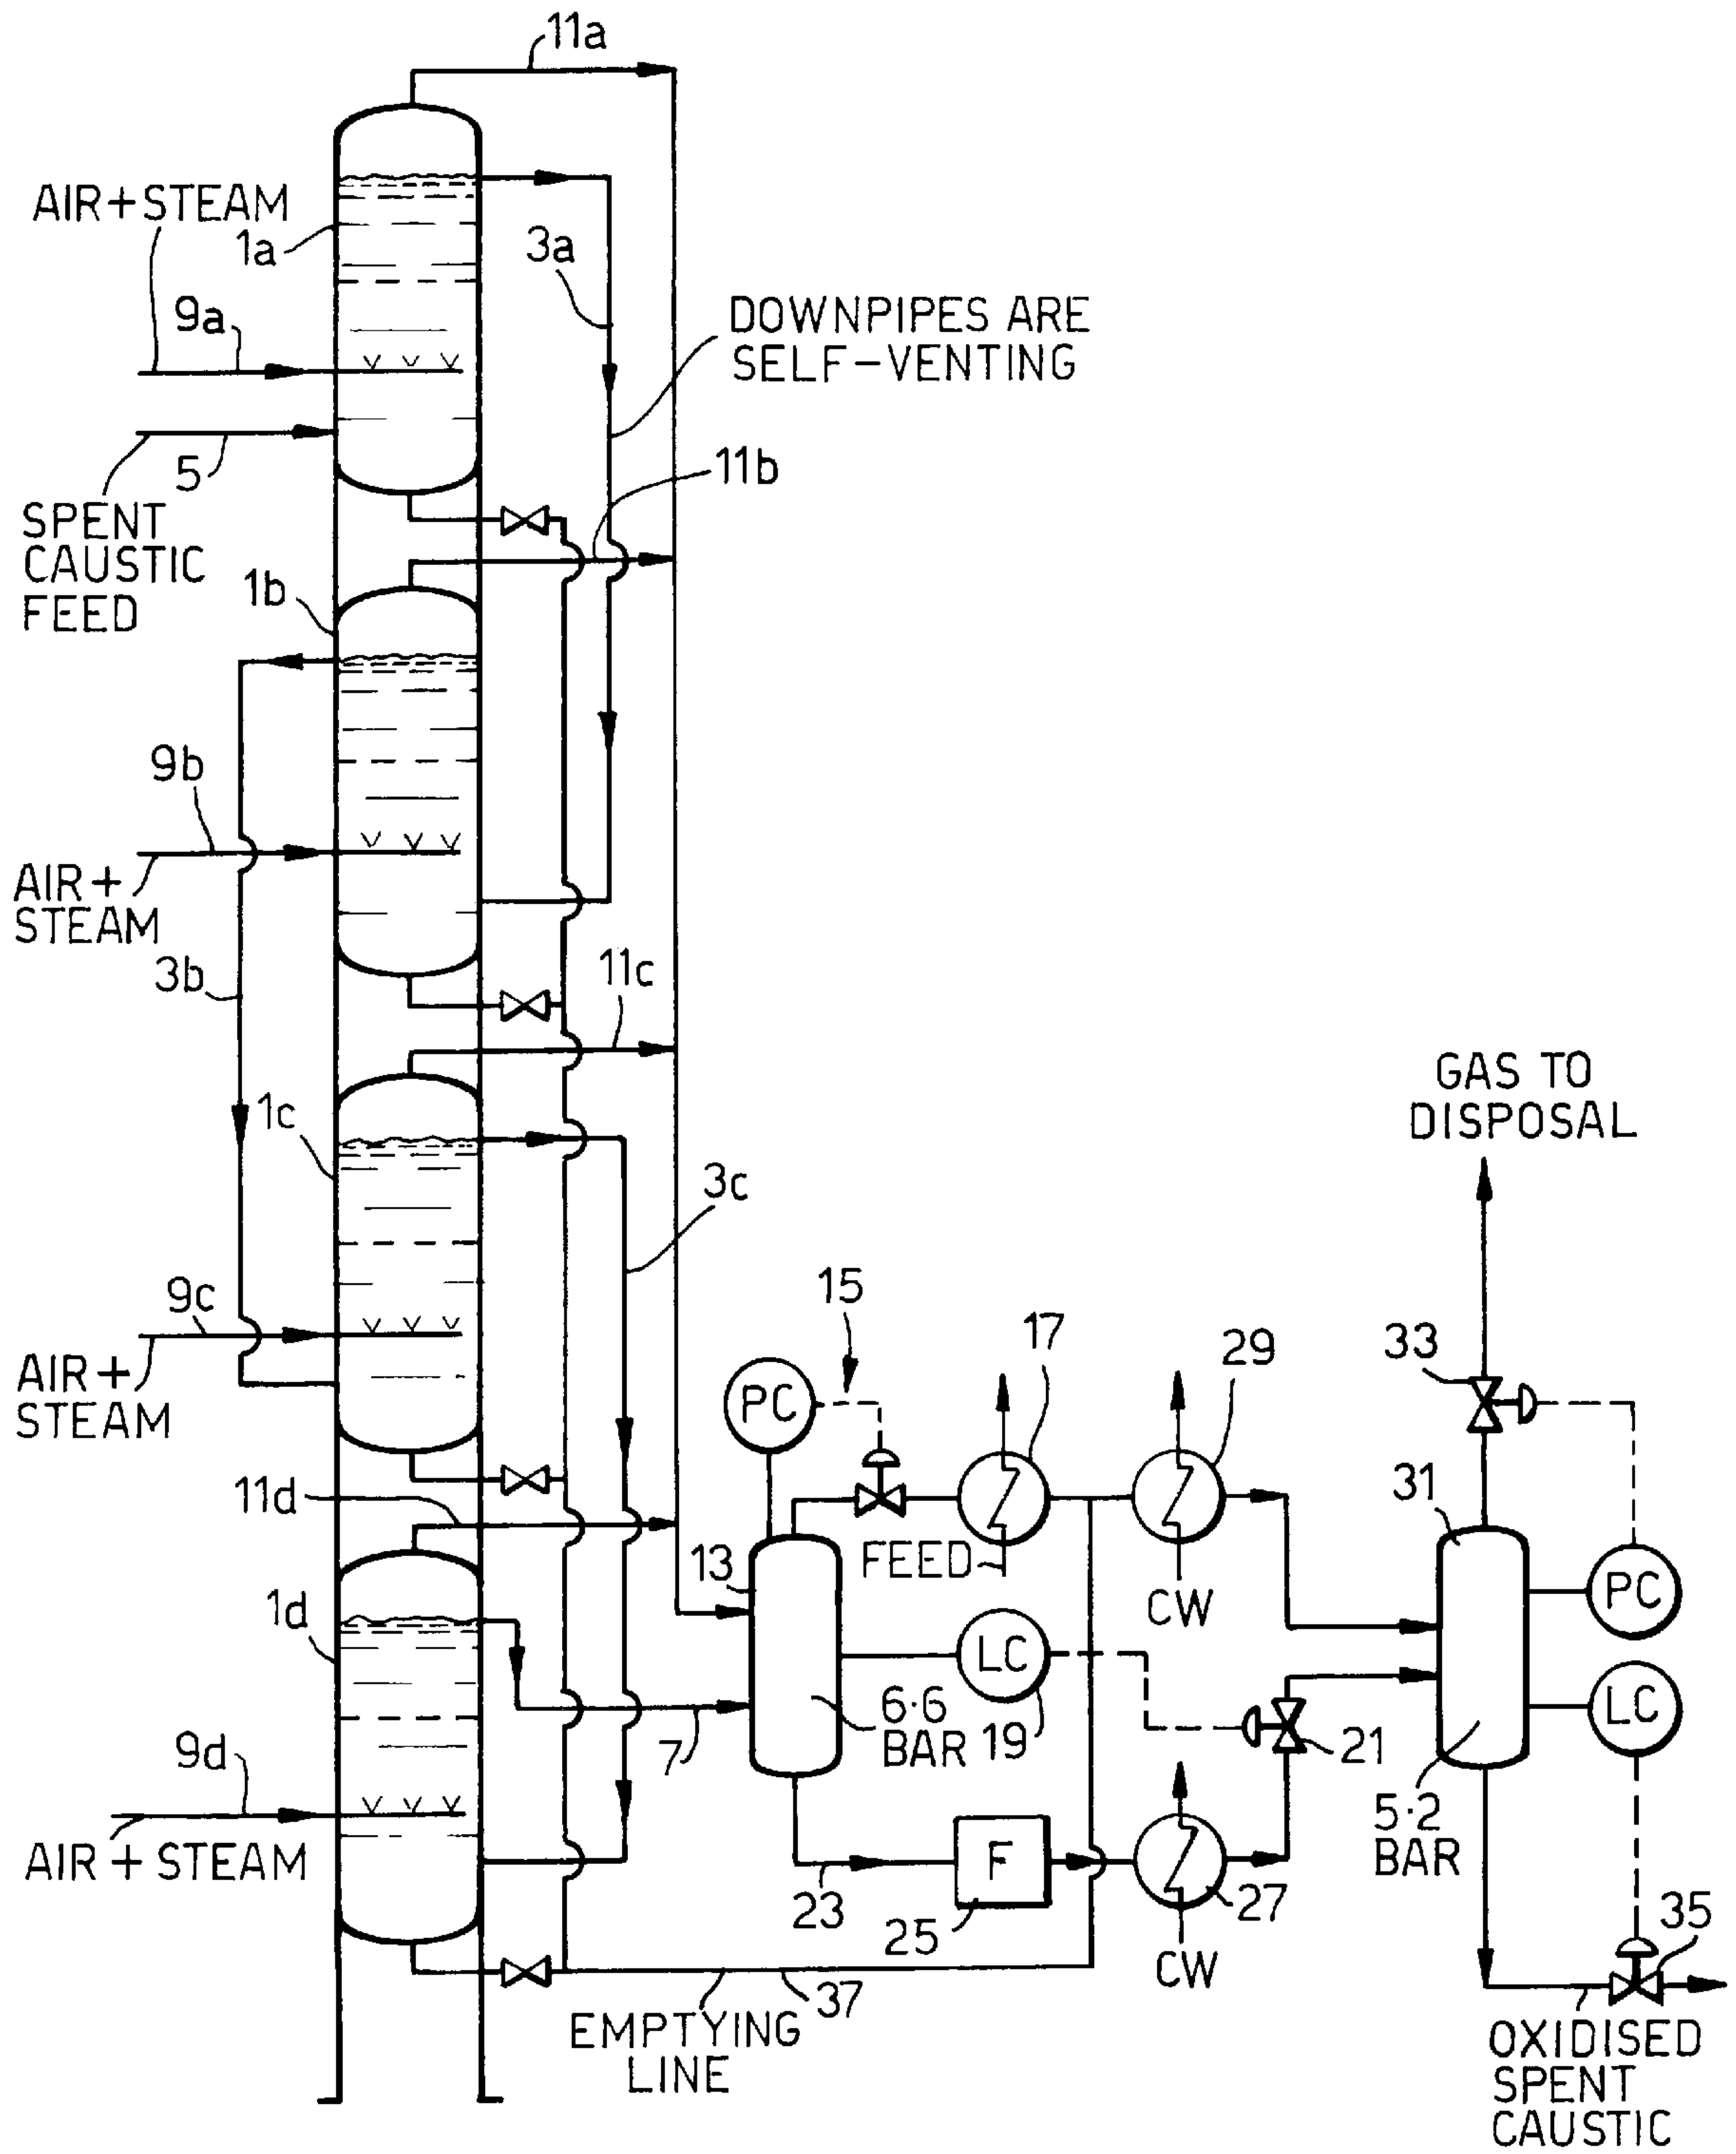 11a
AIR+STEAM
1a
3a
9a
DOWNPIPES ARE
SELF-VENTING
5
11b
SPENT
CAUSTIC
FEED
1b
9b
AIR+
STEAM
3b
11c
GAS TO
DISPOSAL
1c
3c
15
9c
17
29
33
AIR+
STEAM
PC
11d
31
13
FEED
PC
1d
CW
LC
6·6
BAR
19
LC
7
21
9d
5·2
BAR
AIR + STEAM
F
23
25
27
35
CW
37
EMPTYING
LINE
OXIDISED
SPENT
CAUSTIC